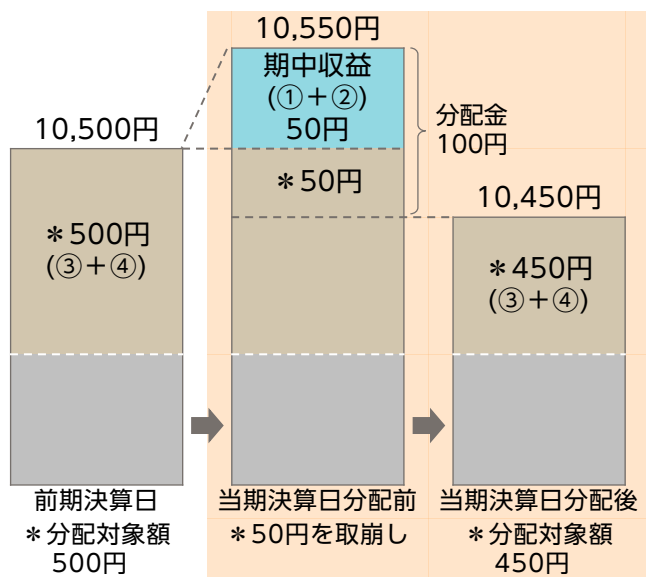 10,550円
期中収益
(①＋②)
50円
分配金
100円
10,500円
＊50円
10,450円
＊500円
(③＋④)
＊450円
(③＋④)
前期決算日
当期決算日分配前
当期決算日分配後
＊分配対象額
500円
＊50円を取崩し
＊分配対象額
450円